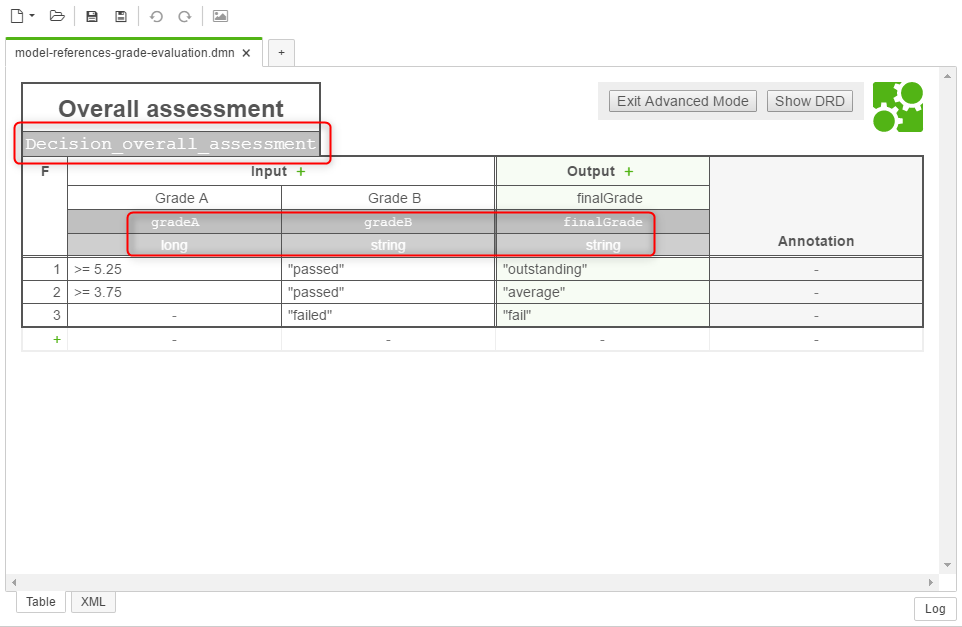 model-references-grade-evaluation.dmn ✕ +
Overall assessment
Exit Advanced Mode Show DRD
Decision_overall_assessment
F Input + Output +
Grade A Grade B finalGrade
gradeA gradeB finalGrade
Annotation
long string string
1 >= 5.25 "passed" "outstanding" -
2 >= 3.75 "passed" "average" -
3 - "failed" "fail" -
+ - - - -
Table XML
Log